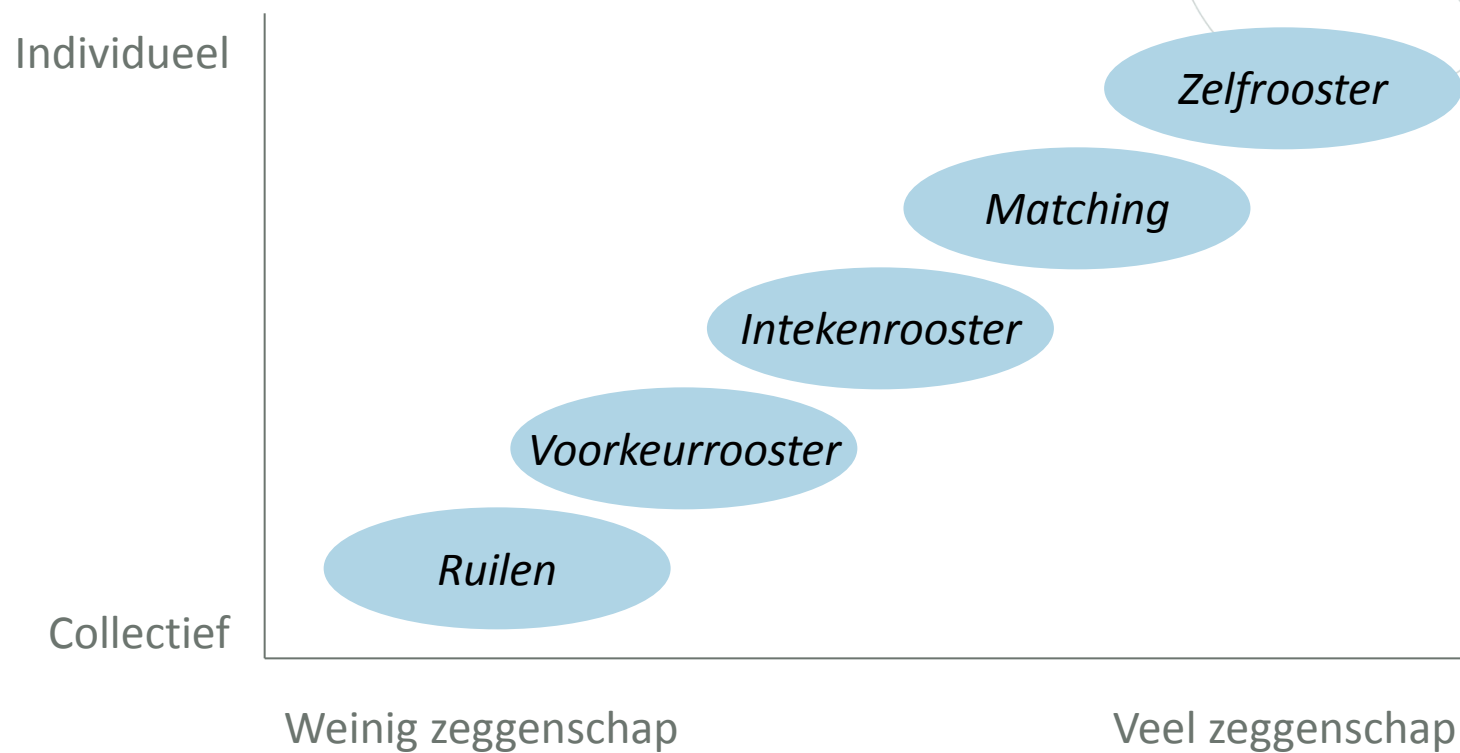 Individueel
Zelfrooster
Matching
Intekenrooster
Voorkeurrooster
Ruilen
Collectief
Weinig zeggenschap
Veel zeggenschap